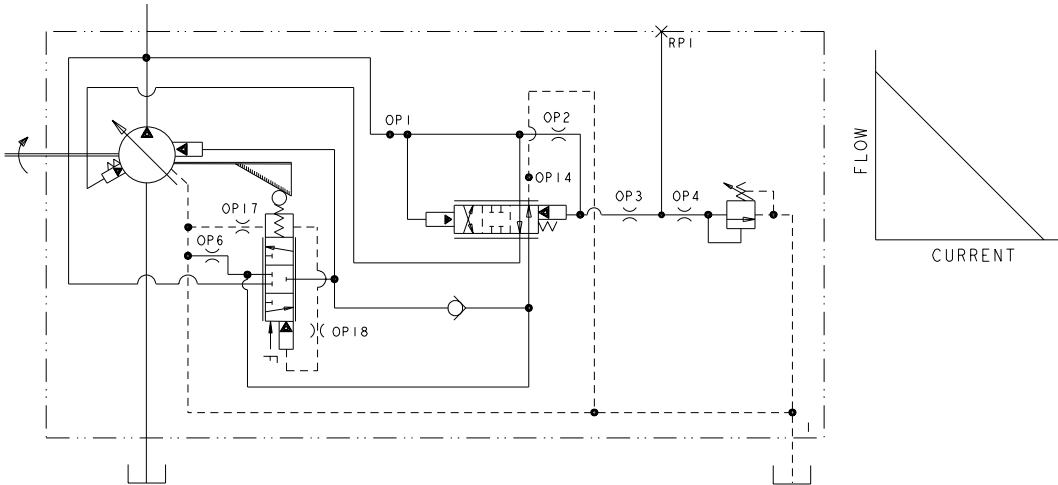 RP1
OP1
OP2
OP14
OP3
OP4
OP17
OP6
OP18
FLOW
CURRENT